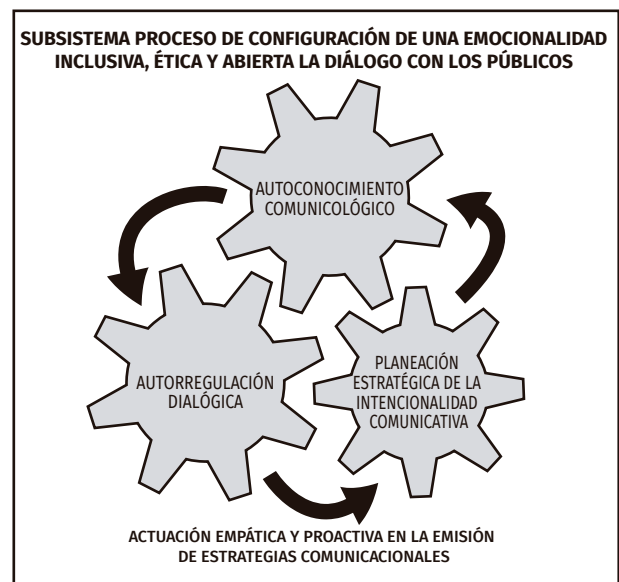 SUBSISTEMA PROCESO DE CONFIGURACIÓN DE UNA EMOCIONALIDAD
INCLUSIVA, ÉTICA Y ABIERTA LA DIÁLOGO CON LOS PÚBLICOS
AUTOCONOCIMIENTO
COMUNICOLÓGICO
AUTORREGULACIÓN
DIALÓGICA
PLANEACIÓN
ESTRATÉGICA DE LA
INTENCIONALIDAD
COMUNICATIVA
ACTUACIÓN EMPÁTICA Y PROACTIVA EN LA EMISIÓN
DE ESTRATEGIAS COMUNICACIONALES